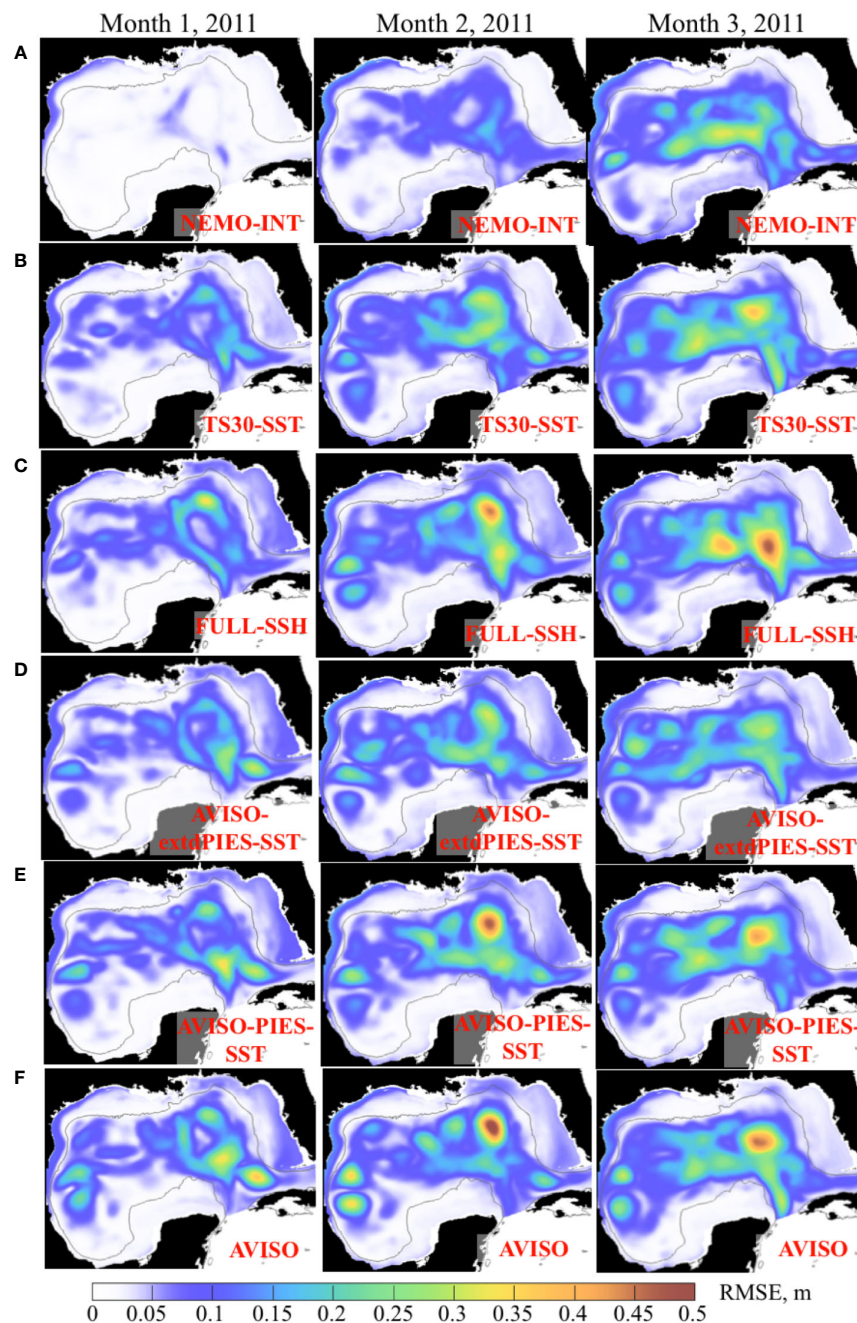 Month 1, 2011 Month 2, 2011 Month 3, 2011
A
NEMO-INT NEMO-INT NEMO-INT
B
TS30-SST TS30-SST TS30-SST
C
FULL-SSH FULL-SSH FULL-SSH
D
AVISO- AVISO- AVISO-
extdPIES-SST extdPIES-SST extdPIES-SST
E
AVISO-PIES- AVISO-PIES- AVISO-PIES-
SST SST SST
F
AVISO AVISO AVISO
RMSE, m
0 0.05 0.1 0.15 0.2 0.25 0.3 0.35 0.4 0.45 0.5